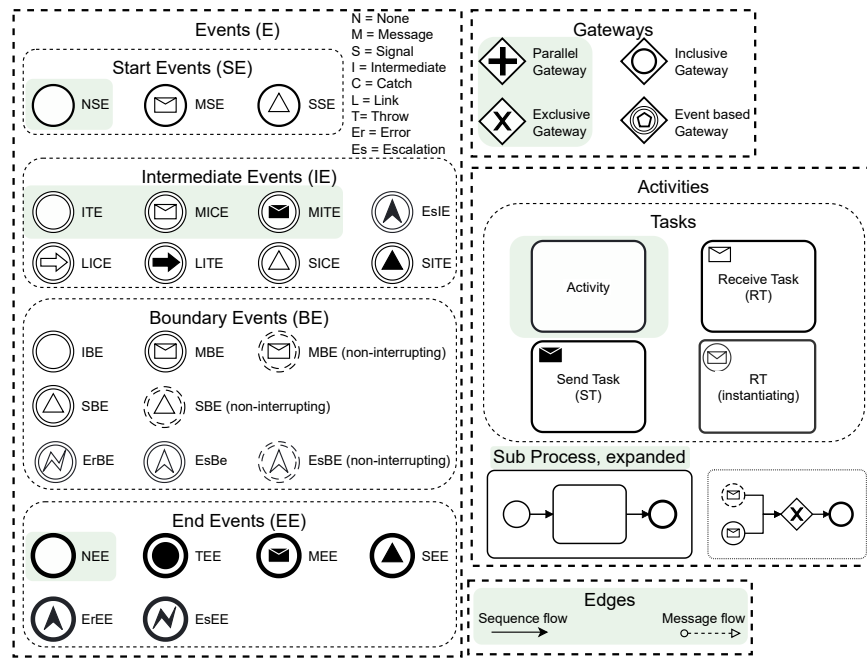 Events (E)
N = None
M = Message
S = Signal
I = Intermediate
C = Catch
L = Link
T= Throw
Er = Error
Es = Escalation
Start Events (SE)
NSE
MSE
SSE
Intermediate Events (IE)
ITE
MICE
MITE
EsIE
LICE
LITE
SICE
SITE
Boundary Events (BE)
IBE
MBE
MBE (non-interrupting)
SBE
SBE (non-interrupting)
ErBE
EsBe
EsBE (non-interrupting)
End Events (EE)
NEE
TEE
MEE
SEE
ErEE
EsEE
Gateways
Parallel
Gateway
Inclusive
Gateway
X
Exclusive
Gateway
Event based
Gateway
Activities
Tasks
Activity
Receive Task
(RT)
Send Task
(ST)
RT
(instantiating)
Sub Process, expanded
X
Edges
Sequence flow
Message flow